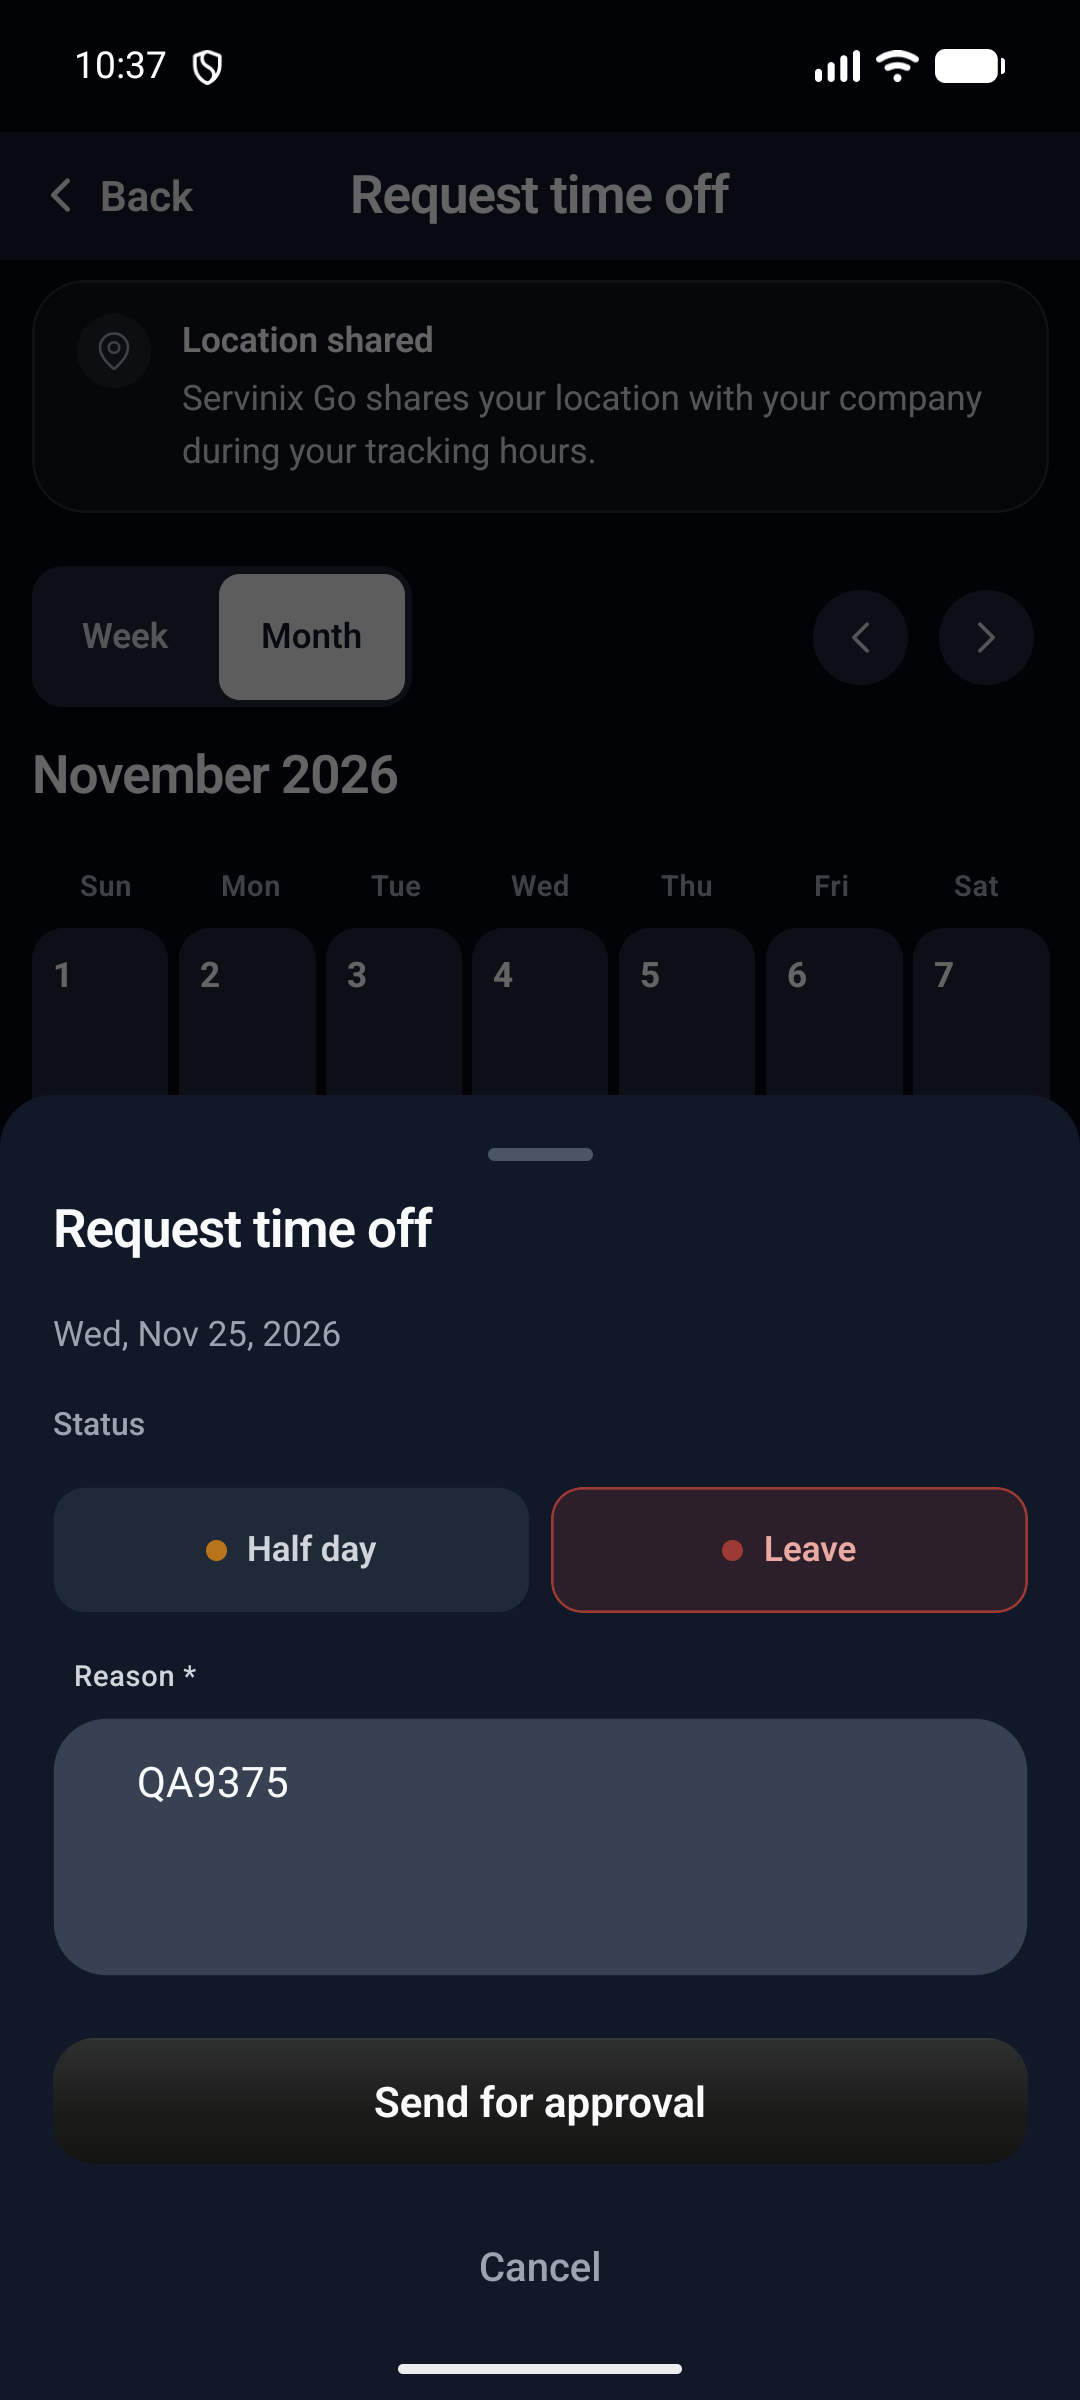 10:37
Back
Request time off
Location shared
Servinix Go shares your location with your company
during your tracking hours.
Week
Month
November 2026
Sun Mon Tue Wed Thu Fri Sat
1 2 3 4 5 6 7
Request time off
Wed, Nov 25, 2026
Status
Half day
Leave
Reason *
QA9375
Send for approval
Cancel